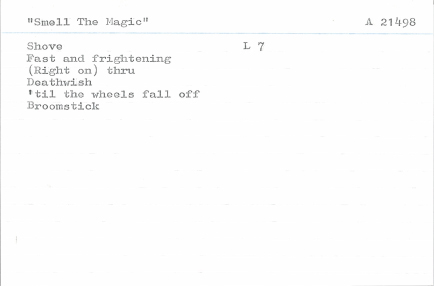 "Smell The Magic" A 21498
Shove L 7
Fast and frightening
(Right on) thru
Deathwish
'til the wheels fall off
Broomstick